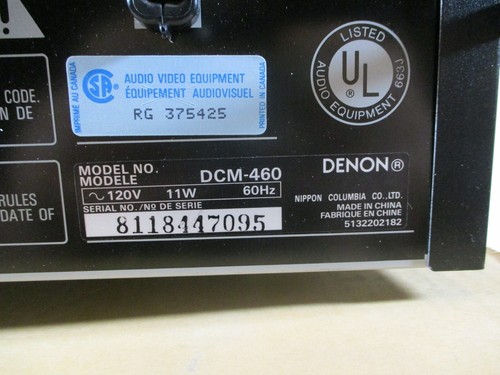 CODE.
ON DE
RULES
DATE OF
IMPRIMÉ AU CANADA
AUDIO VIDEO EQUIPMENT
ÉQUIPEMENT AUDIOVISUEL
RG 375425
PRINTED IN CANADA
LISTED
UL
®
AUDIO EQUIPMENT 663J
MODEL NO.
MODELE
DCM-460
~ 120V 11W 60Hz
SERIAL NO./Nº DE SERIE
8118447095
DENON®
NIPPON COLUMBIA CO.,LTD.
MADE IN CHINA
FABRIQUE EN CHINE
5132202182